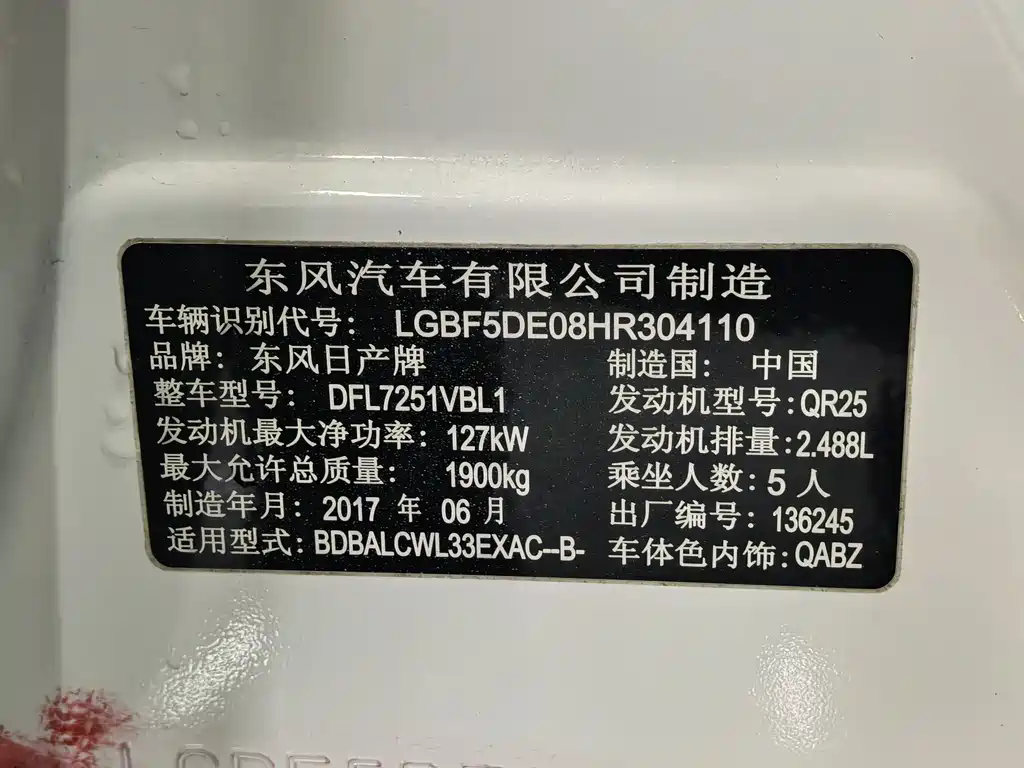 东风汽车有限公司制造
车辆识别代号: LGBF5DE08HR304110
品牌: 东风日产牌 制造国: 中国
整车型号: DFL7251VBL1 发动机型号:QR25
发动机最大净功率: 127kW 发动机排量:2.488L
最大允许总质量: 1900kg 乘坐人数:5 人
制造年月: 2017 年 06 月 出厂编号: 136245
适用型式:BDBALCWL33EXAC--B- 车体色内饰:QABZ